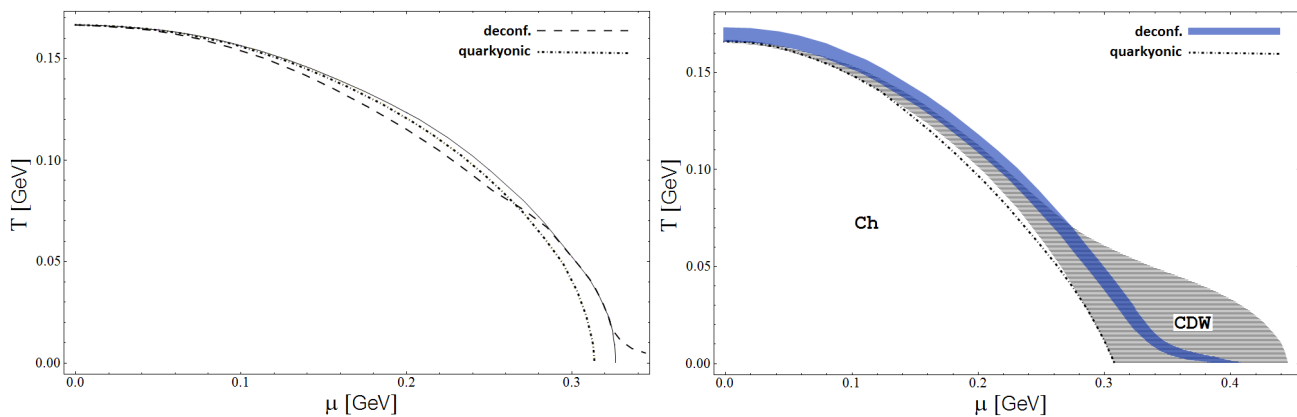 deconf.
quarkyonic
T [GeV]
0.15
0.10
0.05
0.00
0.0 0.1 0.2 0.3
μ [GeV]
deconf.
quarkyonic
T [GeV]
0.15
0.10
0.05
0.00
Ch
CDW
0.0 0.1 0.2 0.3 0.4
μ [GeV]